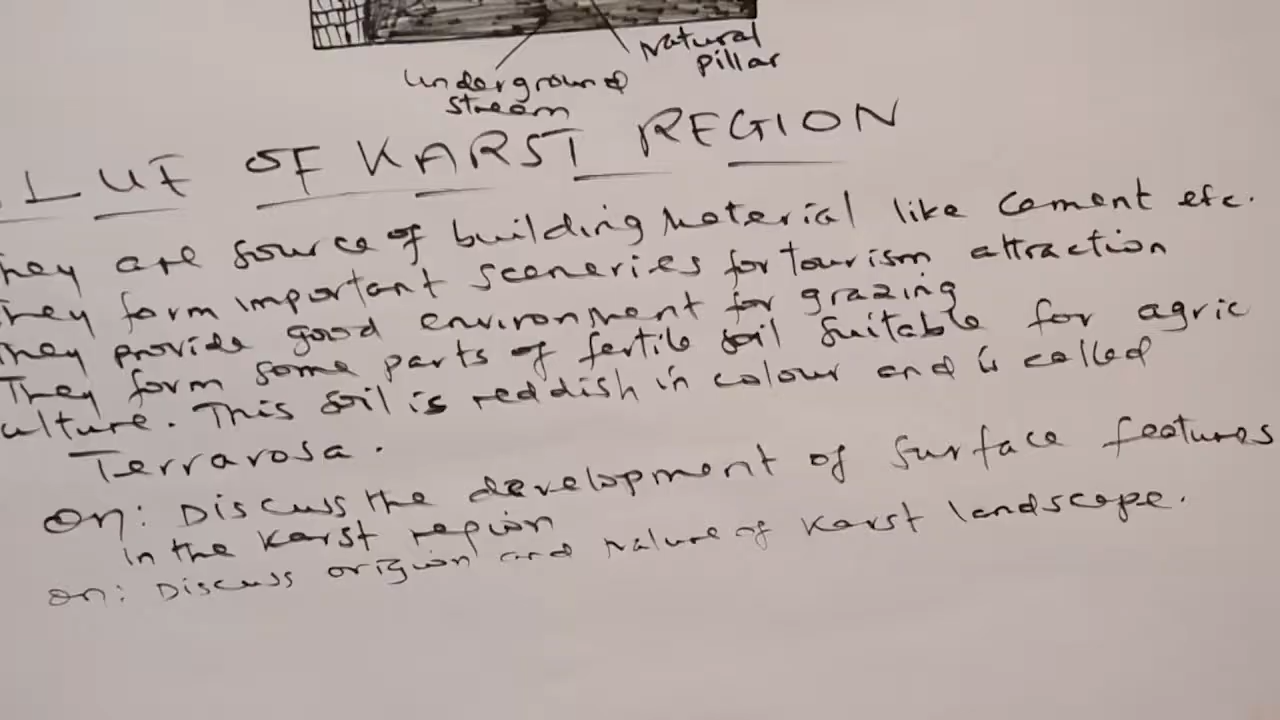 Natural
pillar
underground
stream
LUE OF KARST REGION
hey are source of building Material like cement etc.
They form important sceneries for tourism attraction
They provide good environment for grazing
They form some parts of fertile soil suitable for agric
ulture. This soil is reddish in colour and is called
Terrarosa.
Qn: Discuss the development of surface features
in the Karst region
Qn: Discuss origion and Nature of Karst landscape.